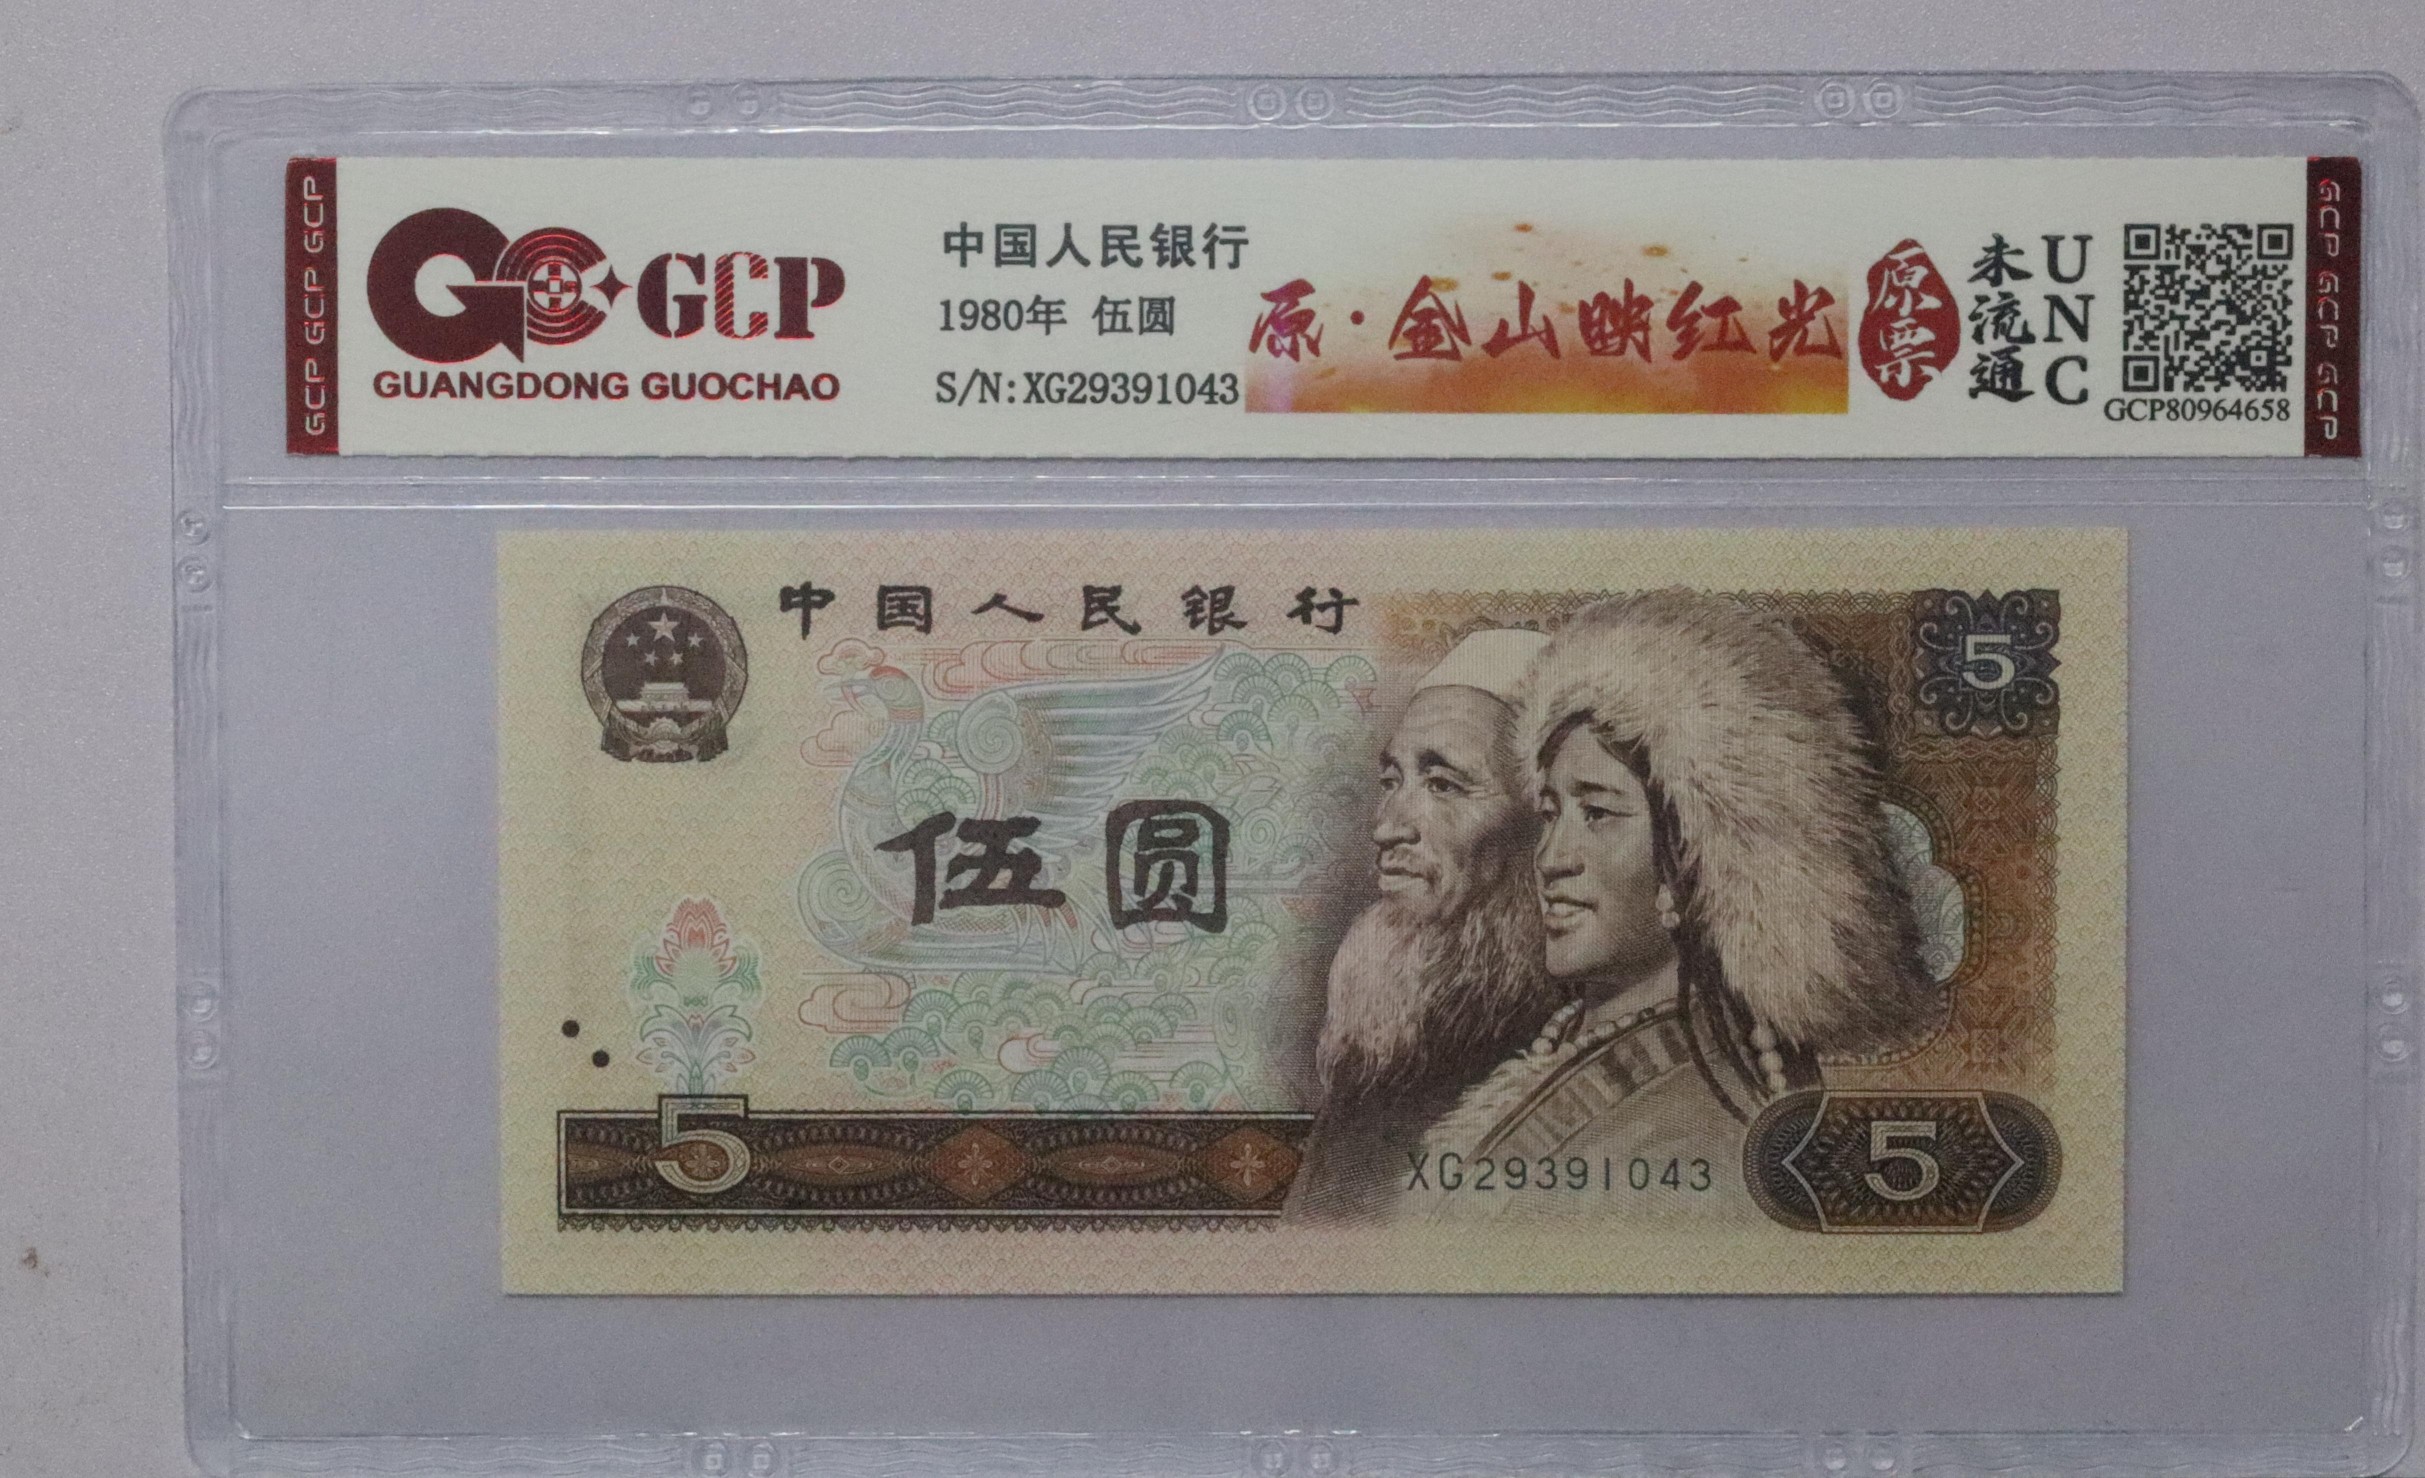 GCP GCP GCP
GCP
GUANGDONG GUOCHAO
中国人民银行
1980年 伍圆
S/N:XG29391043
原·金山映红光
原票
未流通
UNC
GCP80964658
GCP GCP GCP
中国人民银行
5
伍圆
5
XG29391043
5